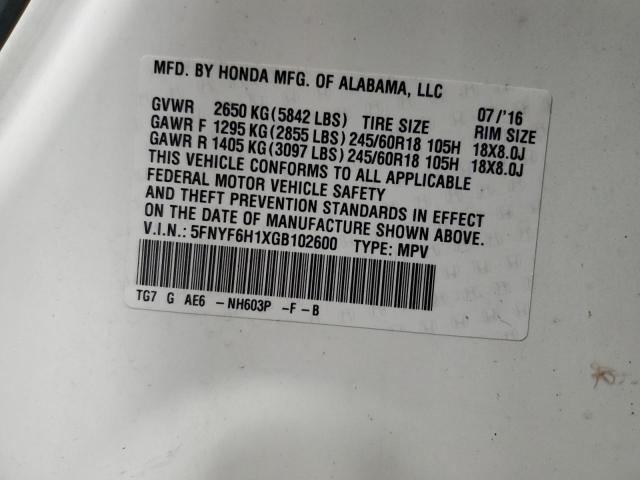 MFD. BY HONDA MFG. OF ALABAMA, LLC
GVWR 2650 KG(5842 LBS) TIRE SIZE 07/'16 RIM SIZE
GAWR F 1295 KG(2855 LBS)245/60R18 105H 18X8.0J
GAWR R 1405 KG(3097 LBS)245/60R18 105H 18X8.0J
THIS VEHICLE CONFORMS TO ALL APPLICABLE
FEDERAL MOTOR VEHICLE SAFETY
AND THEFT PREVENTION STANDARDS IN EFFECT
ON THE DATE OF MANUFACTURE SHOWN ABOVE.
V.I.N.: 5FNYF6H1XGB102600 TYPE: MPV
TG7 G AE6 -NH603P -F-B